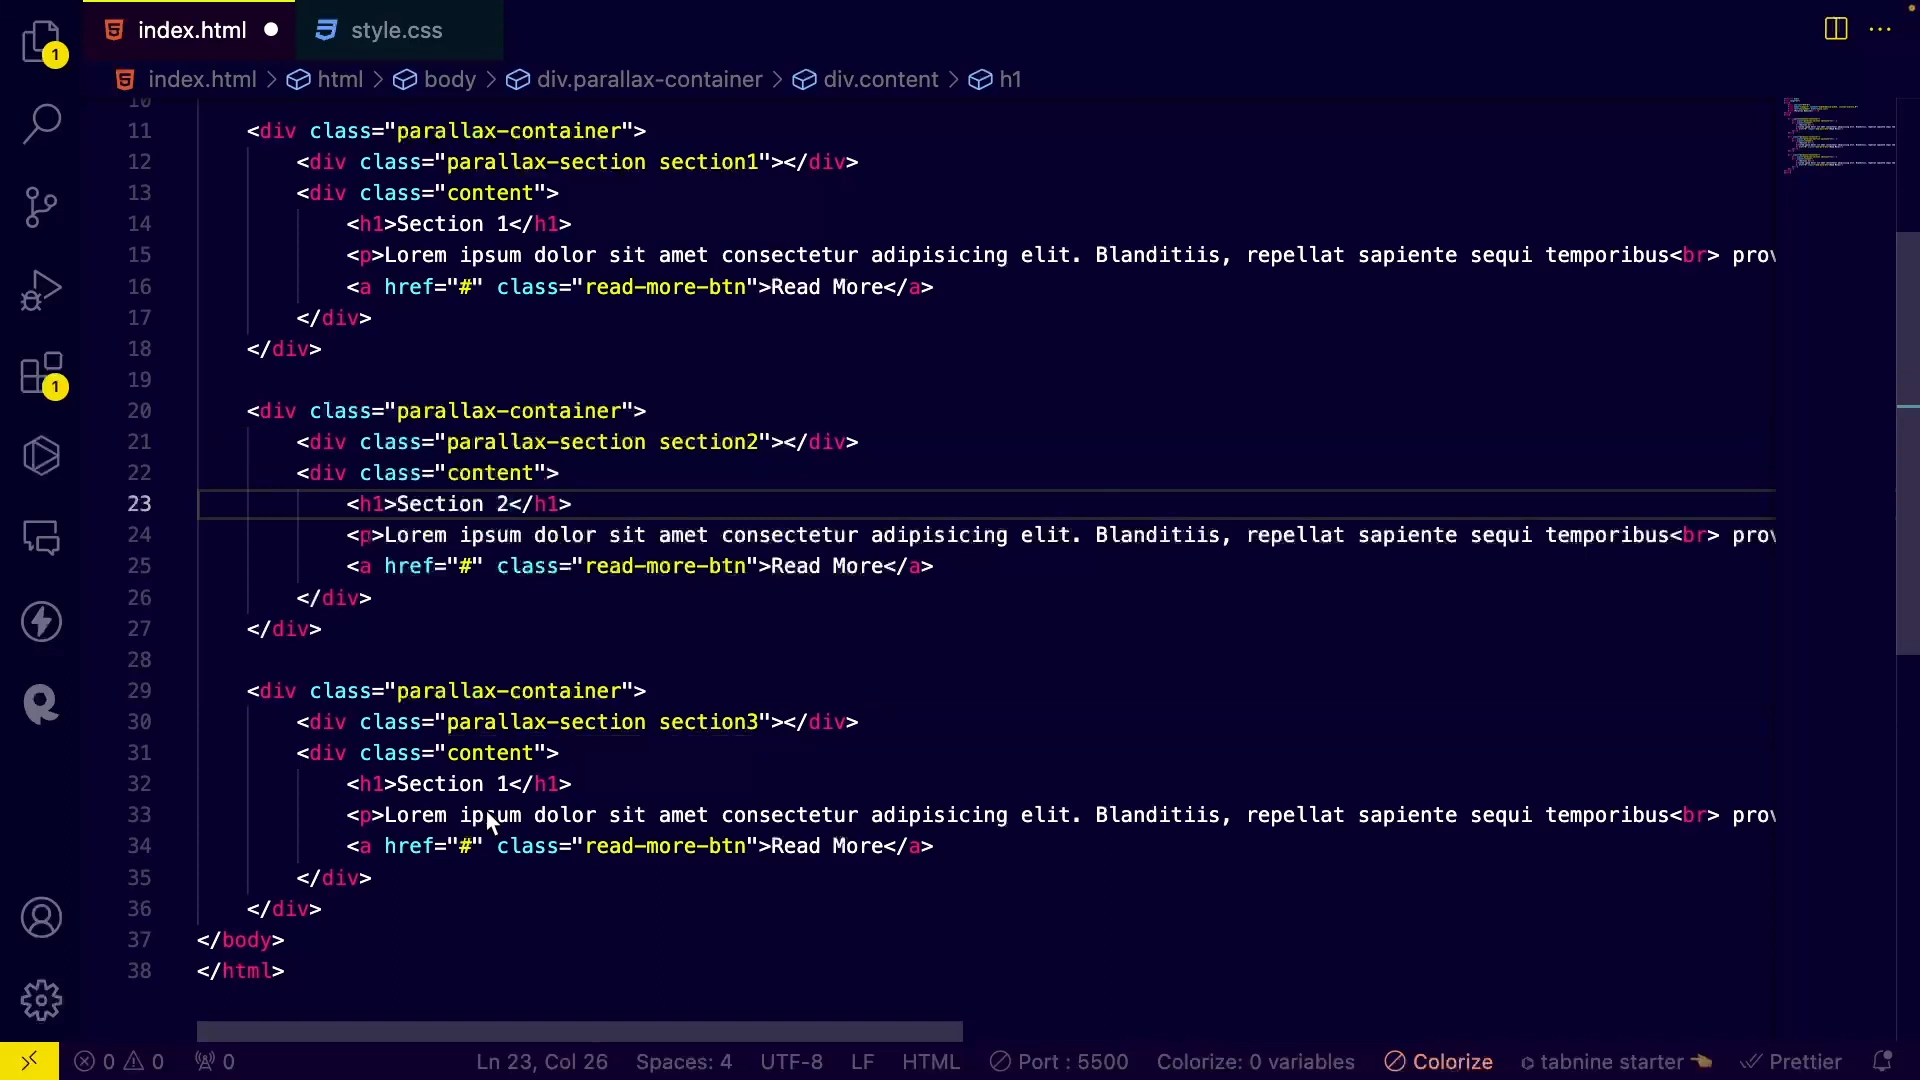 index.html
style.css
index.html > html > body > div.parallax-container > div.content > h1
10
11 <div class="parallax-container">
12 <div class="parallax-section section1"></div>
13 <div class="content">
14 <h1>Section 1</h1>
15 <p>Lorem ipsum dolor sit amet consectetur adipisicing elit. Blanditiis, repellat sapiente sequi temporibus<br> prov
16 <a href="#" class="read-more-btn">Read More</a>
17 </div>
18 </div>
19
20 <div class="parallax-container">
21 <div class="parallax-section section2"></div>
22 <div class="content">
23 <h1>Section 2</h1>
24 <p>Lorem ipsum dolor sit amet consectetur adipisicing elit. Blanditiis, repellat sapiente sequi temporibus<br> prov
25 <a href="#" class="read-more-btn">Read More</a>
26 </div>
27 </div>
28
29 <div class="parallax-container">
30 <div class="parallax-section section3"></div>
31 <div class="content">
32 <h1>Section 1</h1>
33 <p>Lorem ipsum dolor sit amet consectetur adipisicing elit. Blanditiis, repellat sapiente sequi temporibus<br> prov
34 <a href="#" class="read-more-btn">Read More</a>
35 </div>
36 </div>
37 </body>
38 </html>
1
1
0 0 0 Ln 23, Col 26 Spaces: 4 UTF-8 LF HTML Port : 5500 Colorize: 0 variables Colorize tabnine starter Prettier